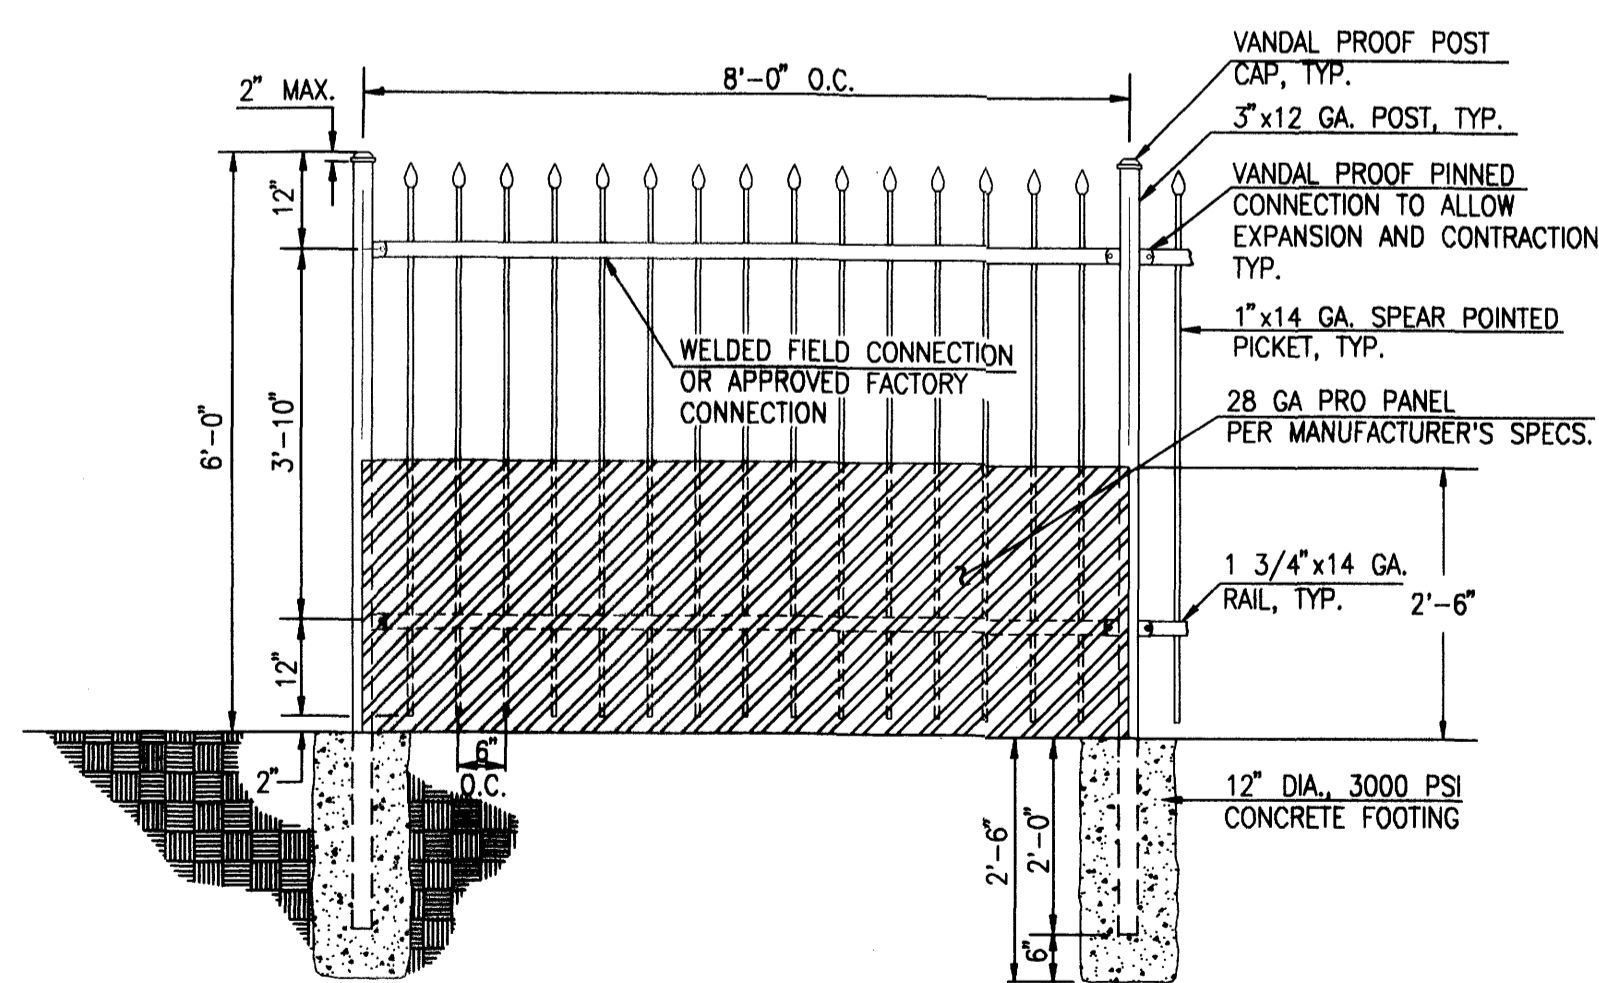 VANDAL PROOF POST
CAP, TYP.
8'-0" O.C.
2" MAX.
3"x12 GA. POST, TYP.
VANDAL PROOF PINNED
CONNECTION TO ALLOW
EXPANSION AND CONTRACTION
TYP.
12"
1"x14 GA. SPEAR POINTED
PICKET, TYP.
WELDED FIELD CONNECTION
OR APPROVED FACTORY
CONNECTION
28 GA PRO PANEL
PER MANUFACTURER'S SPECS.
6'-0"
3'-10"
1 3/4"x14 GA.
RAIL, TYP.
2'-6"
12"
2"
6"
O.C.
12" DIA., 3000 PSI
CONCRETE FOOTING
2'-6"
2'-0"
6"